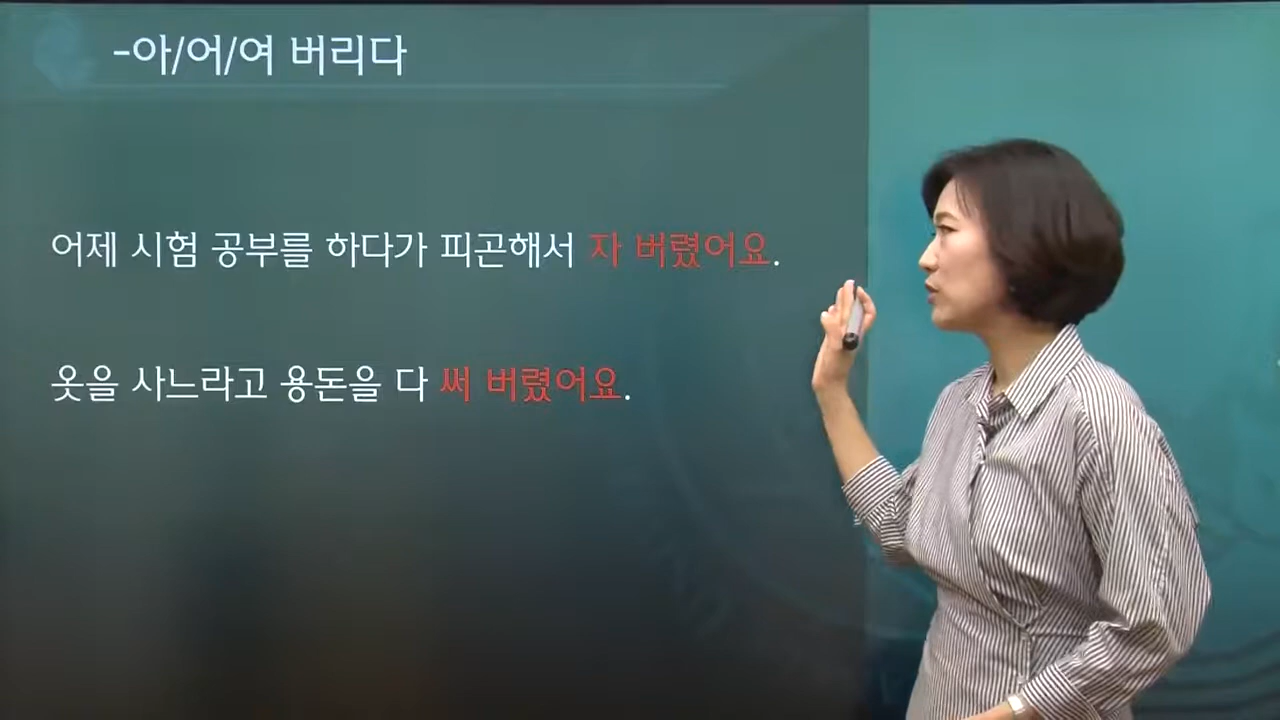 -아/어/여 버리다
어제 시험 공부를 하다가 피곤해서 자 버렸어요.
옷을 사느라고 용돈을 다 써 버렸어요.